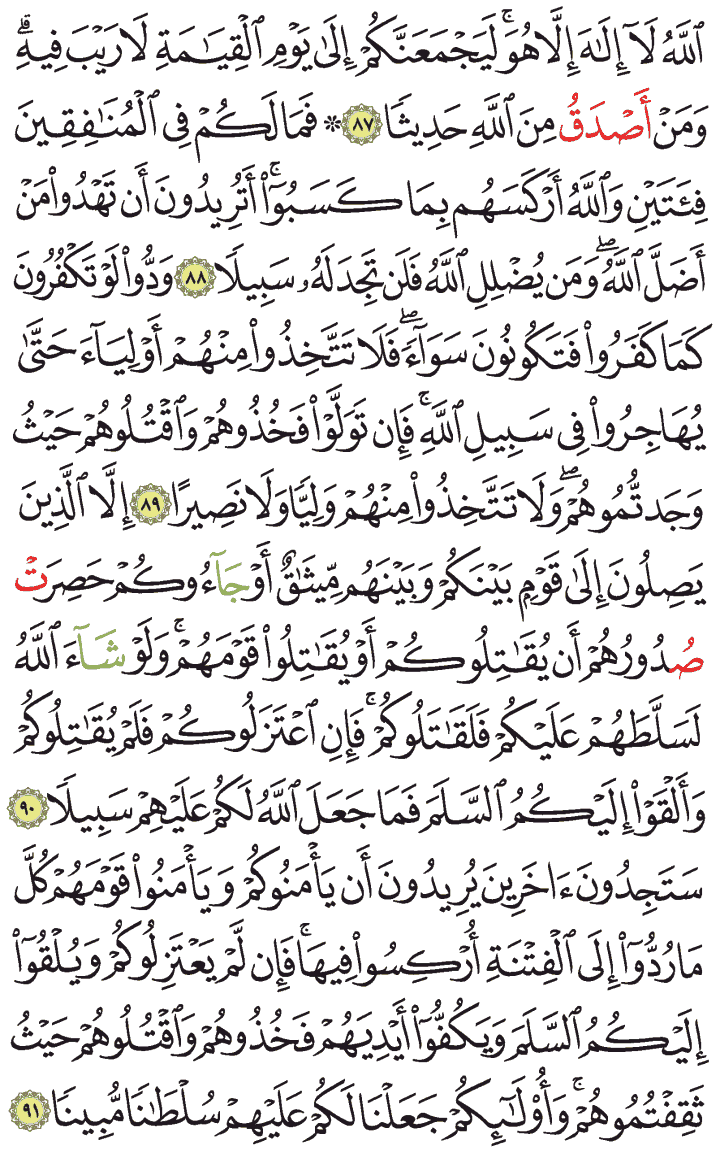 ٱللَّهُ لَآ إِلَٰهَ إِلَّا هُوَۚ لَيَجۡمَعَنَّكُمۡ إِلَىٰ يَوۡمِ ٱلۡقِيَٰمَةِ لَا رَيۡبَ فِيهِۗ
وَمَنۡ أَصۡدَقُ مِنَ ٱللَّهِ حَدِيثٗا ٨٧ ۞ فَمَا لَكُمۡ فِي ٱلۡمُنَٰفِقِينَ
فِئَتَيۡنِ وَٱللَّهُ أَرۡكَسَهُم بِمَا كَسَبُوٓاْۚ أَتُرِيدُونَ أَن تَهۡدُواْ مَنۡ
أَضَلَّ ٱللَّهُۖ وَمَن يُضۡلِلِ ٱللَّهُ فَلَن تَجِدَ لَهُۥ سَبِيلٗا ٨٨ وَدُّواْ لَوۡ تَكۡفُرُونَ
كَمَا كَفَرُواْ فَتَكُونُونَ سَوَآءٗۖ فَلَا تَتَّخِذُواْ مِنۡهُمۡ أَوۡلِيَآءَ حَتَّىٰ
يُهَاجِرُواْ فِي سَبِيلِ ٱللَّهِۚ فَإِن تَوَلَّوۡاْ فَخُذُوهُمۡ وَٱقۡتُلُوهُمۡ حَيۡثُ
وَجَدتُّمُوهُمۡۖ وَلَا تَتَّخِذُواْ مِنۡهُمۡ وَلِيّٗا وَلَا نَصِيرًا ٨٩ إِلَّا ٱلَّذِينَ
يَصِلُونَ إِلَىٰ قَوۡمِۭ بَيۡنَكُمۡ وَبَيۡنَهُم مِّيثَٰقٌ أَوۡ جَآءُوكُمۡ حَصِرَتۡ
صُدُورُهُمۡ أَن يُقَٰتِلُوكُمۡ أَوۡ يُقَٰتِلُواْ قَوۡمَهُمۡۚ وَلَوۡ شَآءَ ٱللَّهُ
لَسَلَّطَهُمۡ عَلَيۡكُمۡ فَلَقَٰتَلُوكُمۡۚ فَإِنِ ٱعۡتَزَلُوكُمۡ فَلَمۡ يُقَٰتِلُوكُمۡ
وَأَلۡقَوۡاْ إِلَيۡكُمُ ٱلسَّلَمَ فَمَا جَعَلَ ٱللَّهُ لَكُمۡ عَلَيۡهِمۡ سَبِيلٗا ٩٠
سَتَجِدُونَ ءَاخَرِينَ يُرِيدُونَ أَن يَأۡمَنُوكُمۡ وَيَأۡمَنُواْ قَوۡمَهُمۡ كُلَّ
مَا رُدُّوٓاْ إِلَى ٱلۡفِتۡنَةِ أُرۡكِسُواْ فِيهَاۚ فَإِن لَّمۡ يَعۡتَزِلُوكُمۡ وَيُلۡقُوٓاْ
إِلَيۡكُمُ ٱلسَّلَمَ وَيَكُفُّوٓاْ أَيۡدِيَهُمۡ فَخُذُوهُمۡ وَٱقۡتُلُوهُمۡ حَيۡثُ
ثَقِفۡتُمُوهُمۡۚ وَأُوْلَٰٓئِكُمۡ جَعَلۡنَا لَكُمۡ عَلَيۡهِمۡ سُلۡطَٰنٗا مُّبِينٗا ٩١